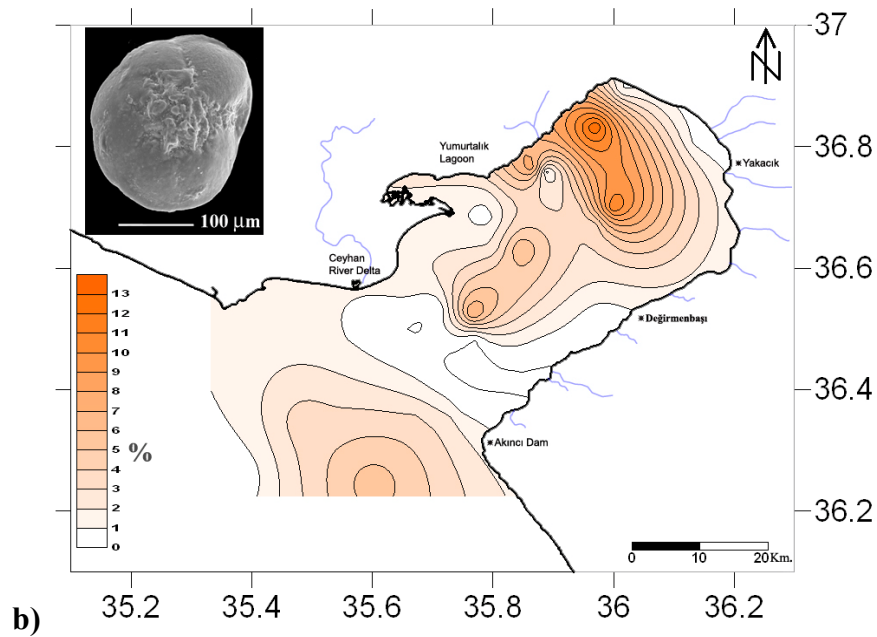 37
N
100 µm
Yumurtalık
Lagoon
36.8
Yakacık
Ceyhan
River Delta
36.6
13
12
11
10
9
8
7
6
5
4
3
2
1
0
%
Değirmenbaşı
36.4
Akıncı Dam
36.2
0 10 20 Km.
35.2 35.4 35.6 35.8 36 36.2
b)